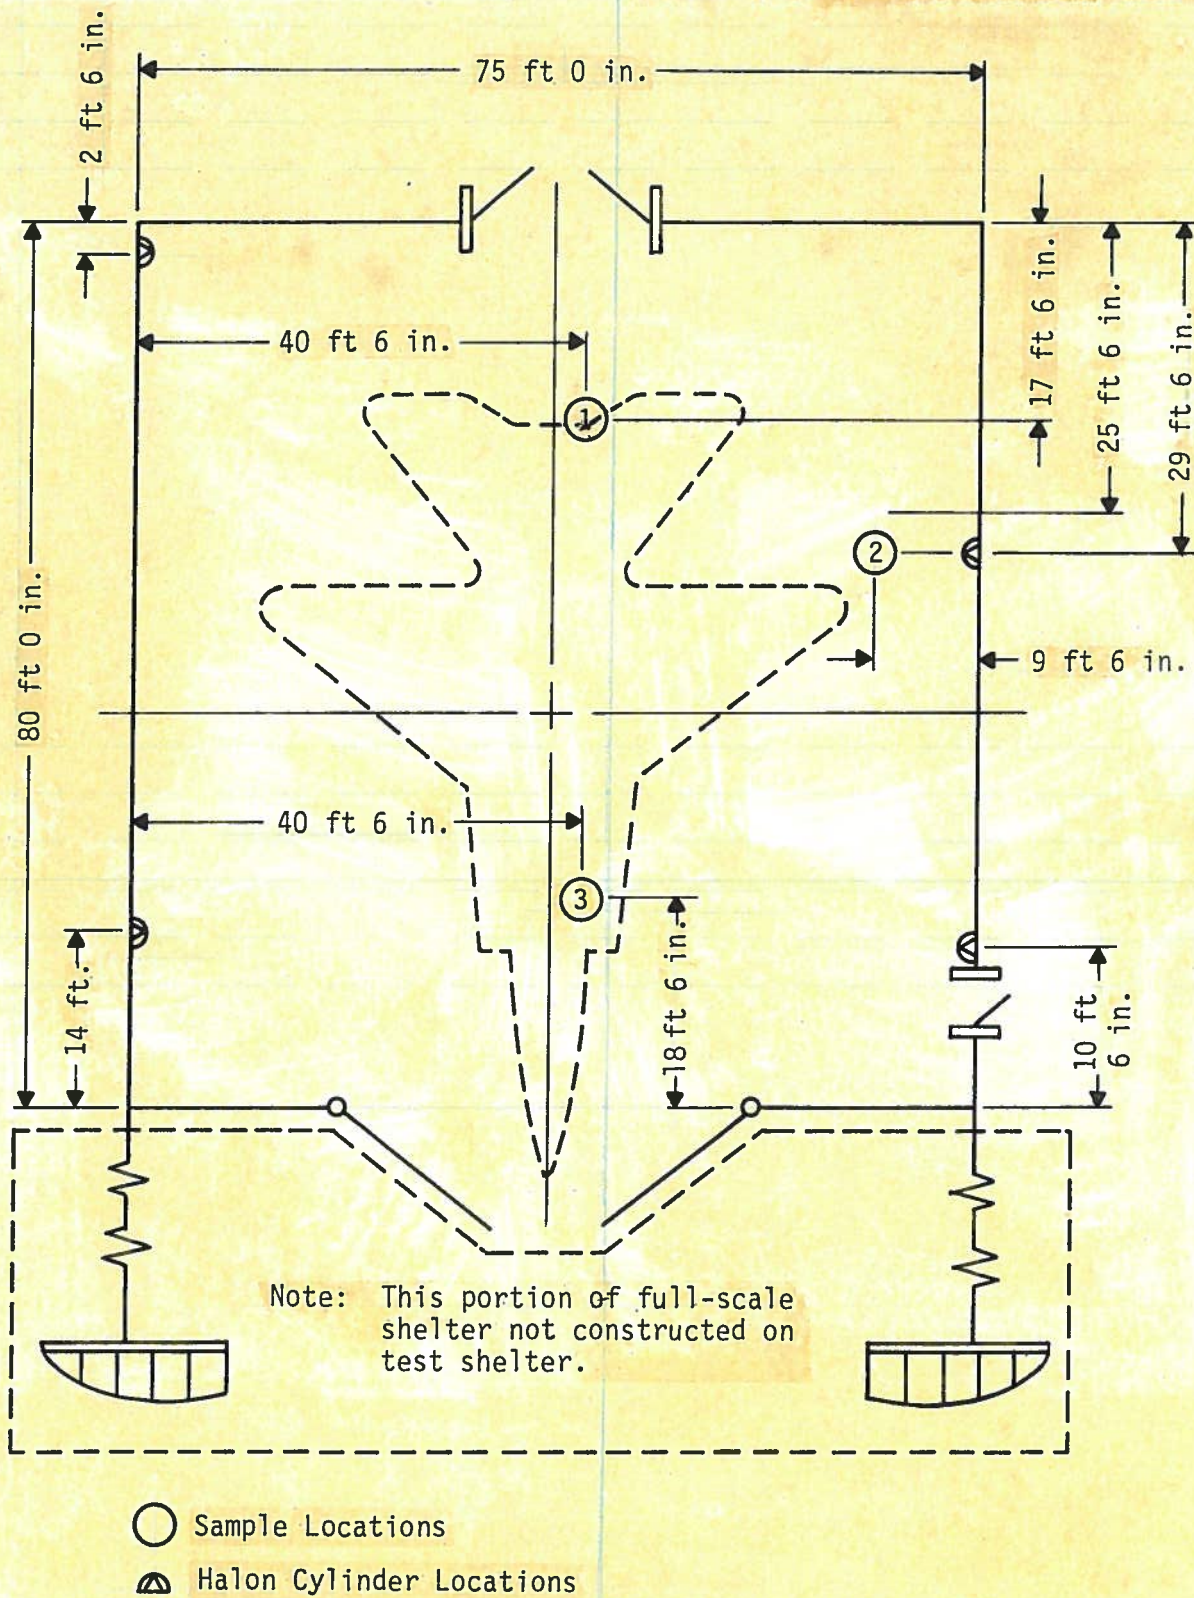 2 ft 6 in.
75 ft 0 in.
40 ft 6 in.
17 ft 6 in.
25 ft 6 in.
29 ft 6 in.
1
2
80 ft 0 in.
9 ft 6 in.
40 ft 6 in.
3
14 ft.
18 ft 6 in.
10 ft
6 in.
Note: This portion of full-scale
shelter not constructed on
test shelter.
Sample Locations
Halon Cylinder Locations